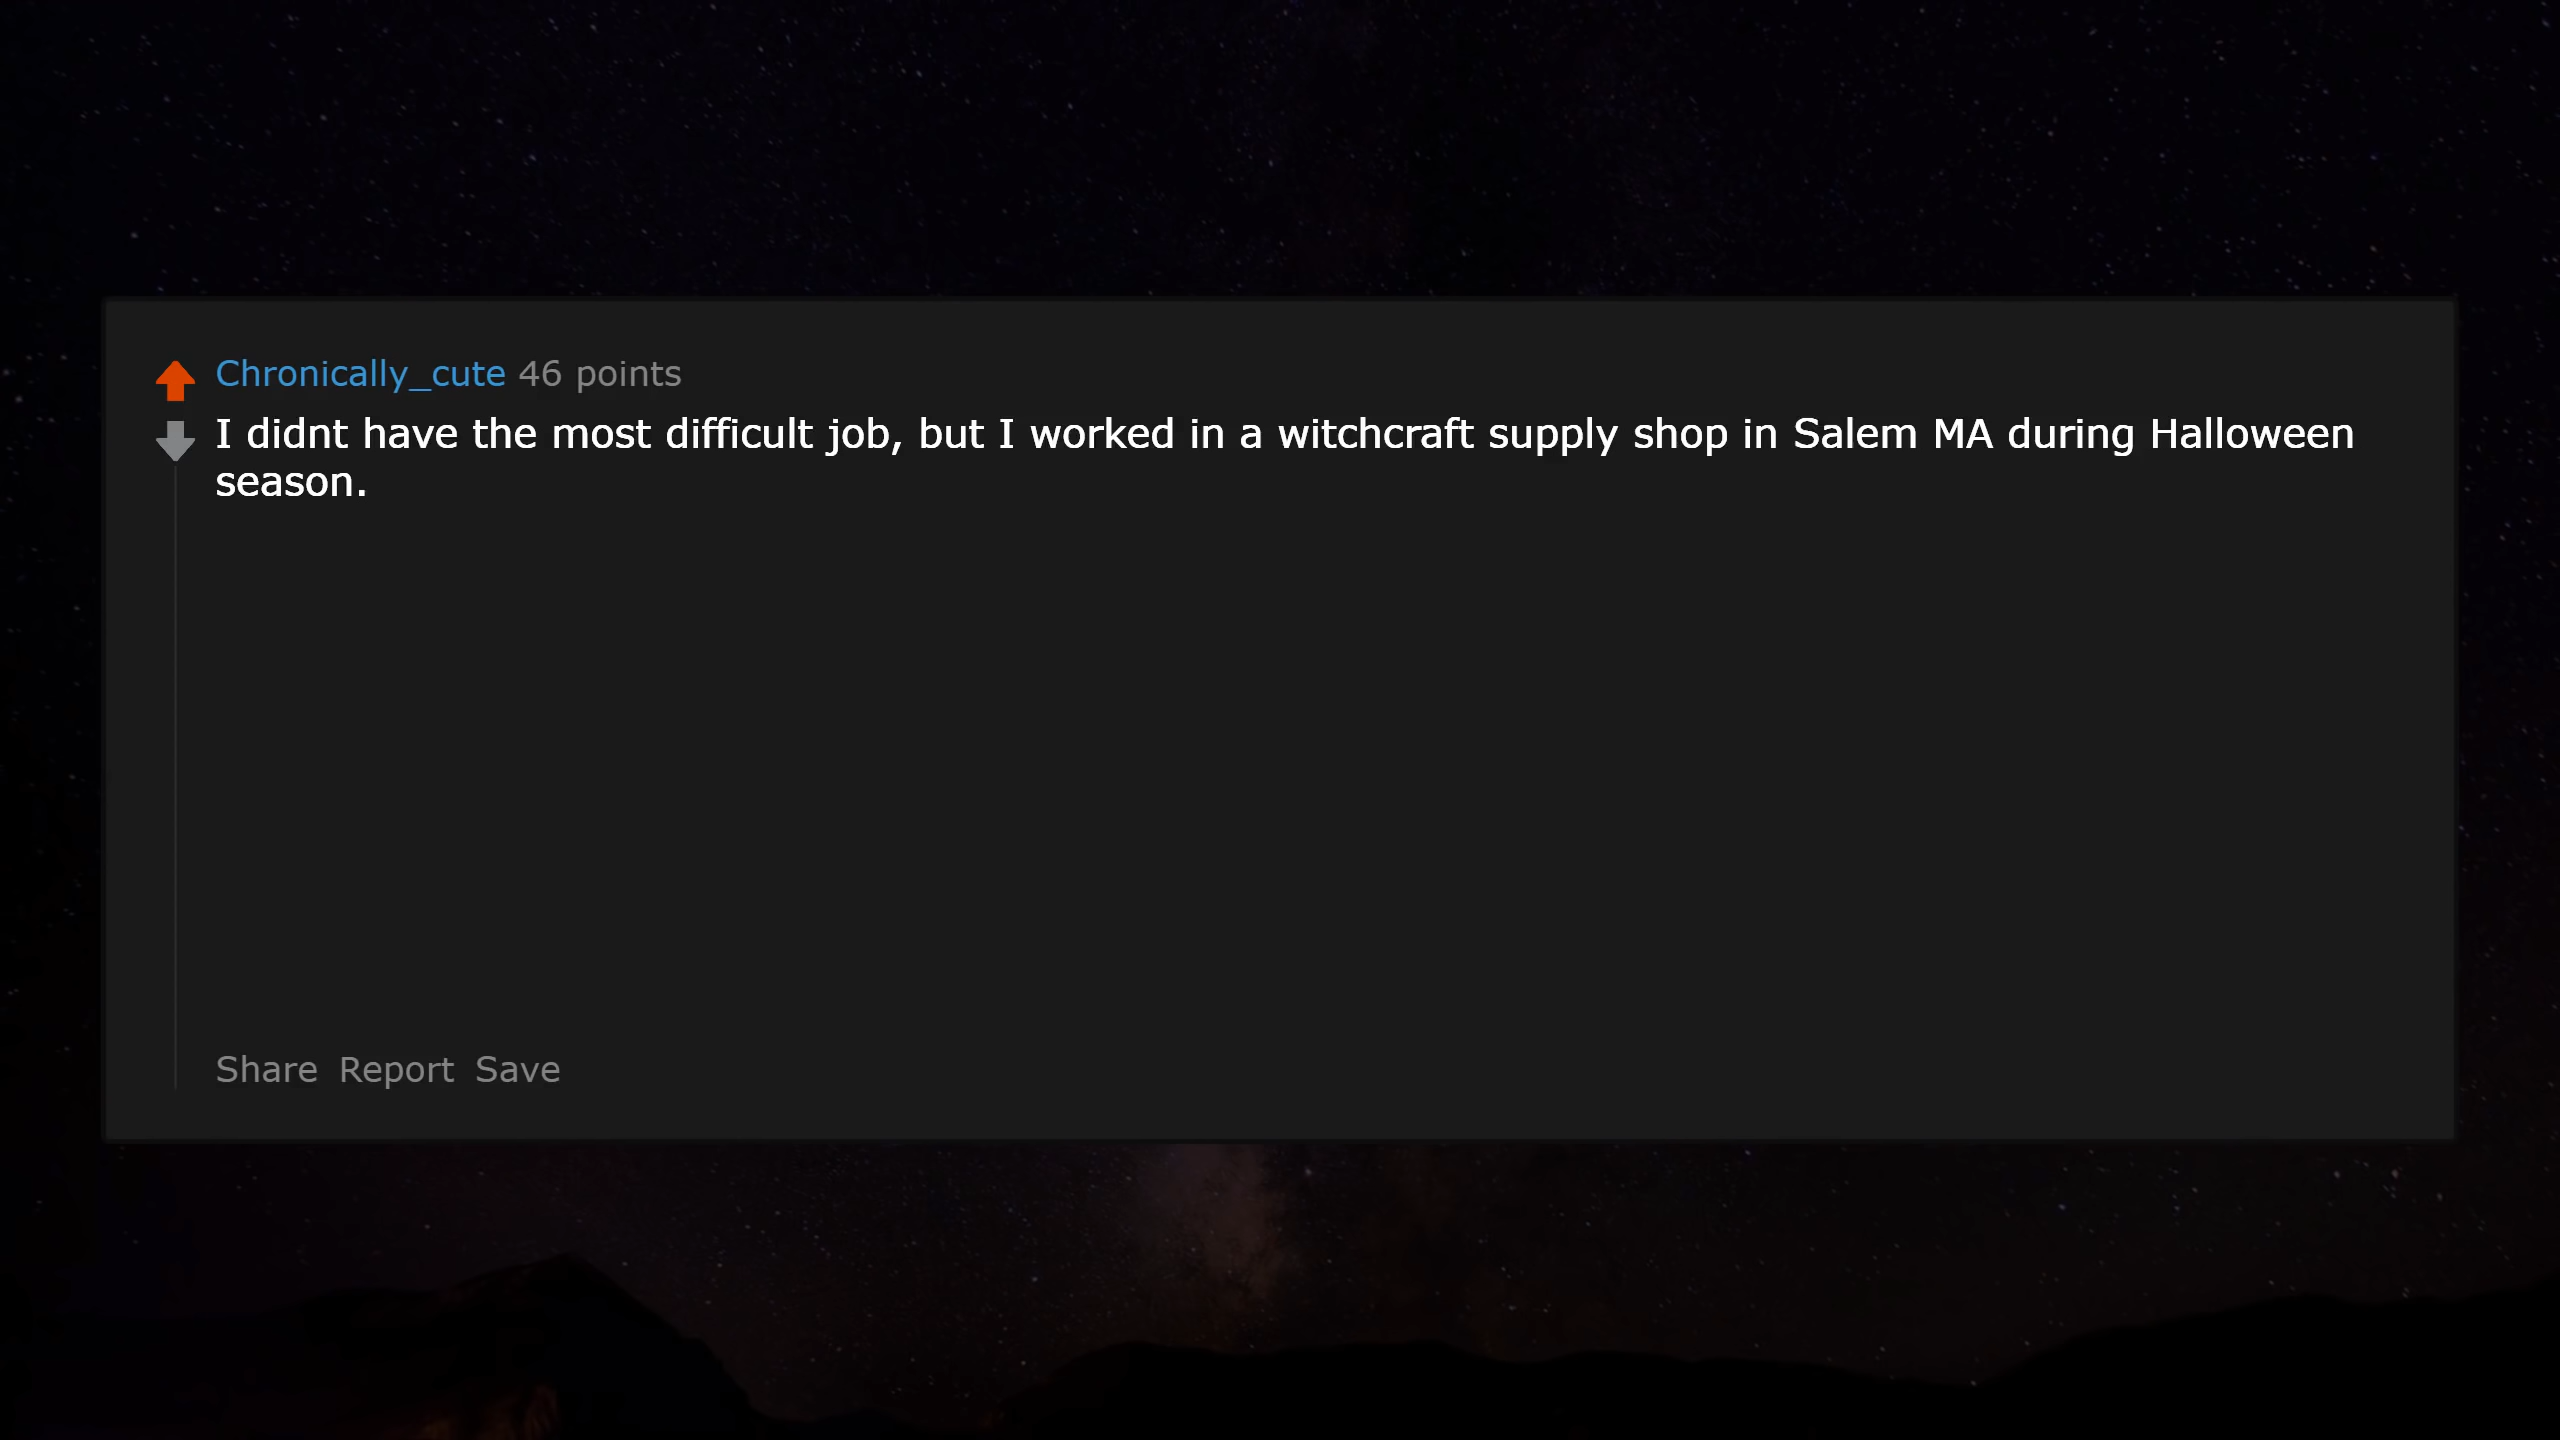 Chronically_cute 46 points
I didnt have the most difficult job, but I worked in a witchcraft supply shop in Salem MA during Halloween
season.
Share Report Save